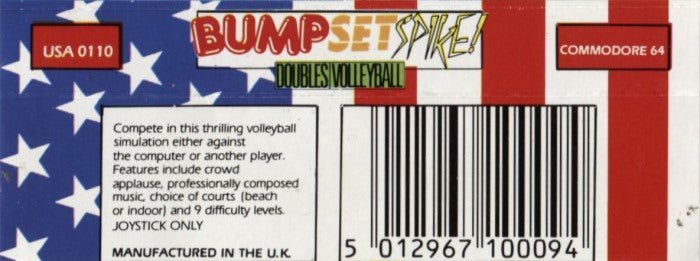 USA 0110
BUMP SET SPIKE!
COMMODORE 64
DOUBLES VOLLEYBALL
Compete in this thrilling volleyball
simulation either against
the computer or another player.
Features include crowd
applause, professionally composed
music, choice of courts (beach
or indoor) and 9 difficulty levels.
JOYSTICK ONLY
MANUFACTURED IN THE U.K.
5 012967 100094